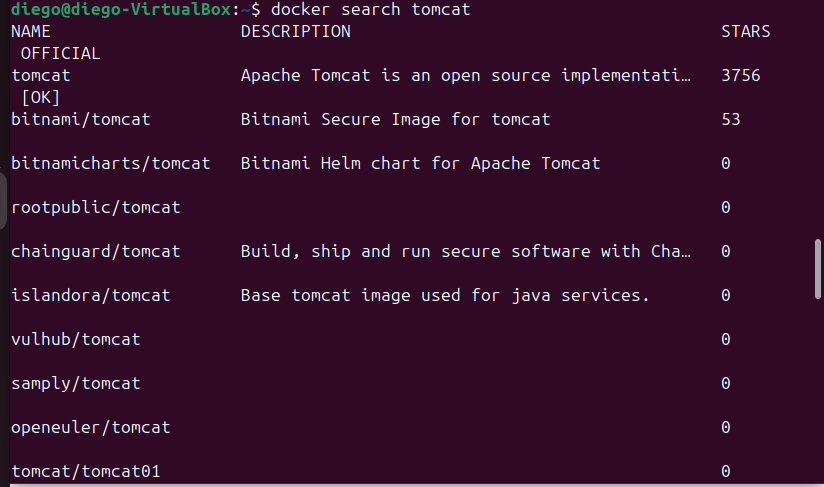 diego@diego-VirtualBox:~$ docker search tomcat
NAME DESCRIPTION STARS
OFFICIAL
tomcat Apache Tomcat is an open source implementati… 3756
[OK]
bitnami/tomcat Bitnami Secure Image for tomcat 53
bitnamicharts/tomcat Bitnami Helm chart for Apache Tomcat 0
rootpublic/tomcat 0
chainguard/tomcat Build, ship and run secure software with Cha… 0
islandora/tomcat Base tomcat image used for java services. 0
vulhub/tomcat 0
samply/tomcat 0
openeuler/tomcat 0
tomcat/tomcat01 0